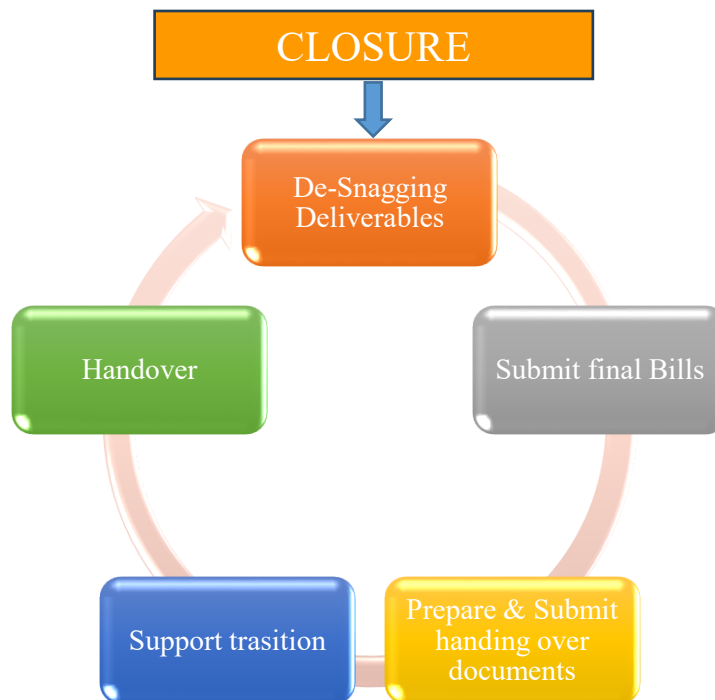 CLOSURE
De-Snagging
Deliverables
Submit final Bills
Prepare & Submit
handing over
documents
Support trasition
Handover